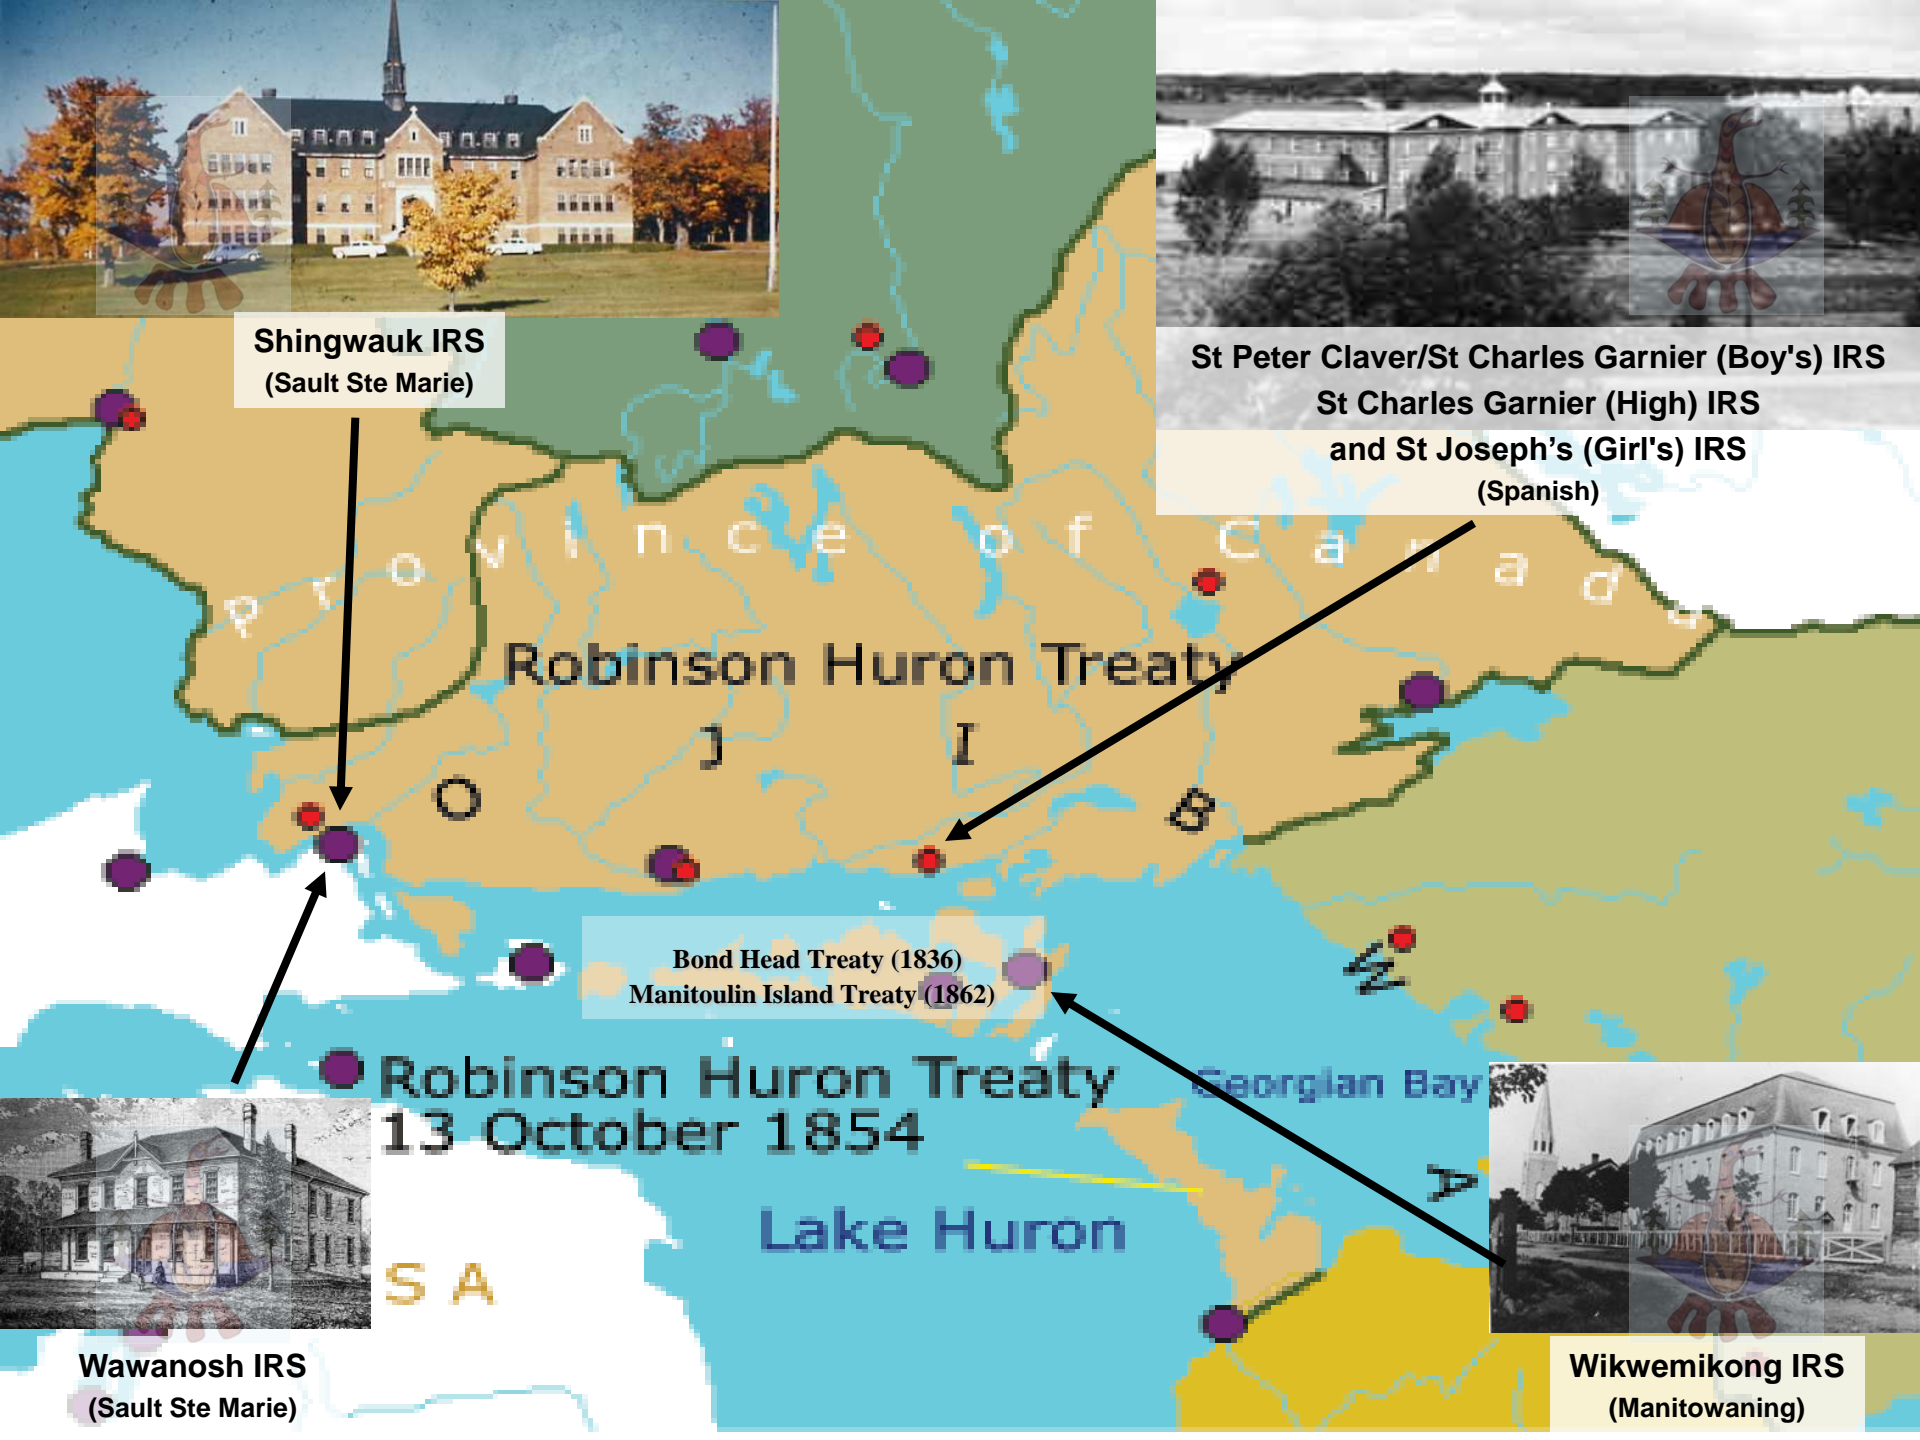 Shingwauk IRS
(Sault Ste Marie)
St Peter Claver/St Charles Garnier (Boy's) IRS
St Charles Garnier (High) IRS
and St Joseph’s (Girl's) IRS
(Spanish)
Province of Canada
Robinson Huron Treaty
O J I B W A
Bond Head Treaty (1836)
Manitoulin Island Treaty (1862)
Robinson Huron Treaty
13 October 1854
Georgian Bay
Lake Huron
S A
Wawanosh IRS
(Sault Ste Marie)
Wikwemikong IRS
(Manitowaning)